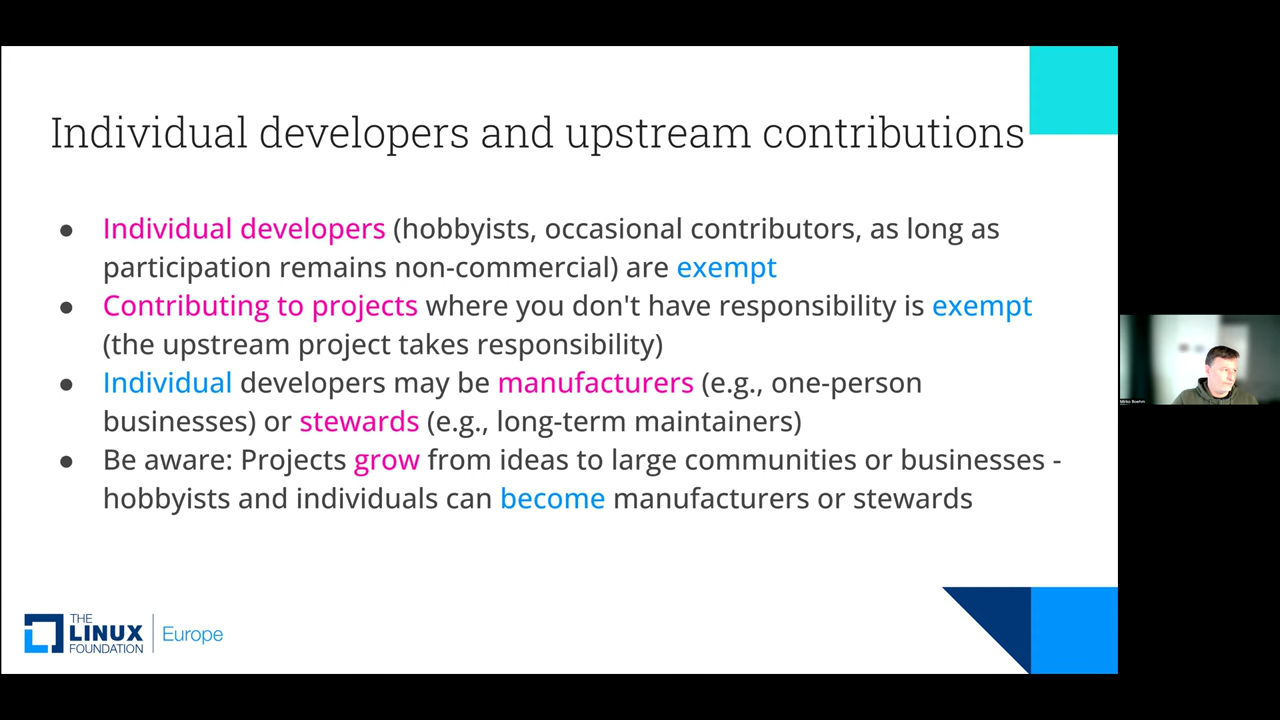 Individual developers and upstream contributions
● Individual developers (hobbyists, occasional contributors, as long as
participation remains non-commercial) are exempt
● Contributing to projects where you don't have responsibility is exempt
(the upstream project takes responsibility)
● Individual developers may be manufacturers (e.g., one-person
businesses) or stewards (e.g., long-term maintainers)
● Be aware: Projects grow from ideas to large communities or businesses -
hobbyists and individuals can become manufacturers or stewards
THE
LINUX
FOUNDATION
Europe
Mirko Boehm